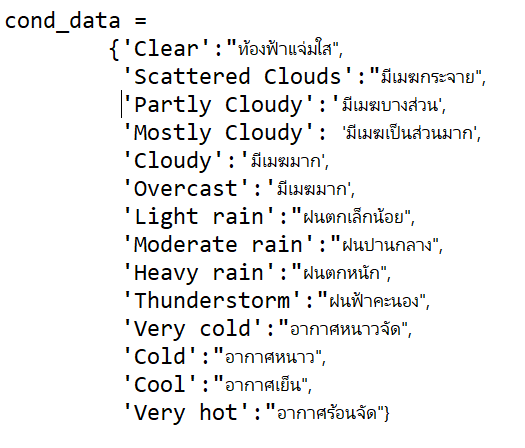 cond_data =
{'Clear':"ท้องฟ้าแจ่มใส",
'Scattered Clouds':"มีเมฆกระจาย",
'Partly Cloudy':'มีเมฆบางส่วน',
'Mostly Cloudy': 'มีเมฆเป็นส่วนมาก',
'Cloudy':'มีเมฆมาก',
'Overcast':'มีเมฆมาก',
'Light rain':"ฝนตกเล็กน้อย",
'Moderate rain':"ฝนปานกลาง",
'Heavy rain':"ฝนตกหนัก",
'Thunderstorm':"ฝนฟ้าคะนอง",
'Very cold':"อากาศหนาวจัด",
'Cold':"อากาศหนาว",
'Cool':"อากาศเย็น",
'Very hot':"อากาศร้อนจัด"}